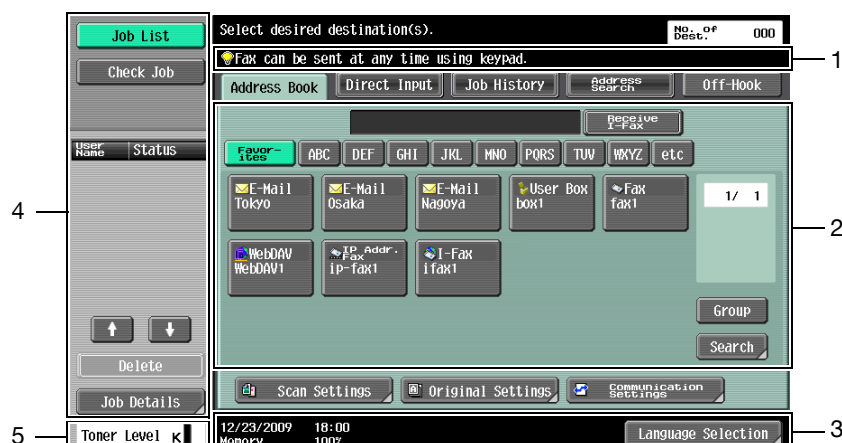 Job List
Check Job
User Name Status
Delete
Job Details
Toner Level K
Select desired destination(s).
No. of Dest. 000
Fax can be sent at any time using keypad.
Address Book Direct Input Job History Address Search Off-Hook
Receive I-Fax
Favor-ites ABC DEF GHI JKL MNO PQRS TUV WXYZ etc
E-Mail E-Mail E-Mail User Box Fax
Tokyo Osaka Nagoya box1 fax1
1/ 1
WebDAV IP Addr. Fax I-Fax
WebDAV1 ip-fax1 ifax1
Group
Search
Scan Settings Original Settings Communication Settings
12/23/2009 18:00
Memory 100%
Language Selection
1
2
3
4
5